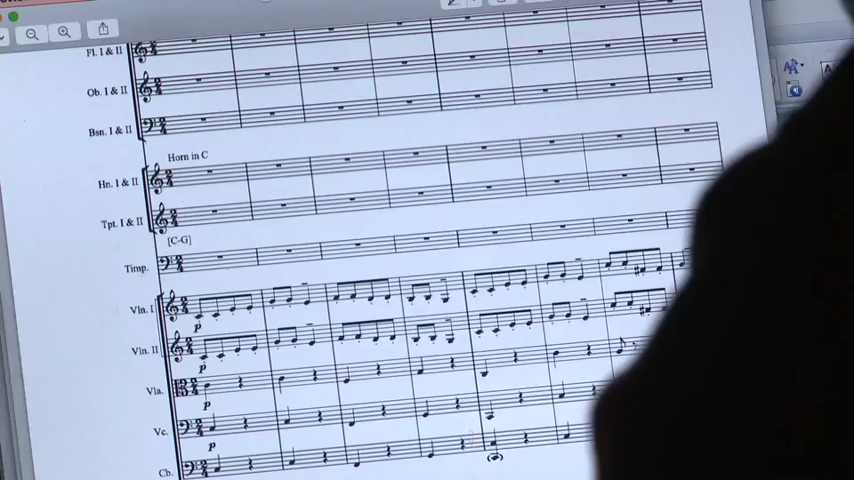 Fl. I & II
Ob. I & II
Bsn. I & II
Horn in C
Hn. I & II
Tpt. I & II
[C-G]
Timp.
Vln. I
p
Vln. II
p
Vla.
p
Vc.
p
Cb.